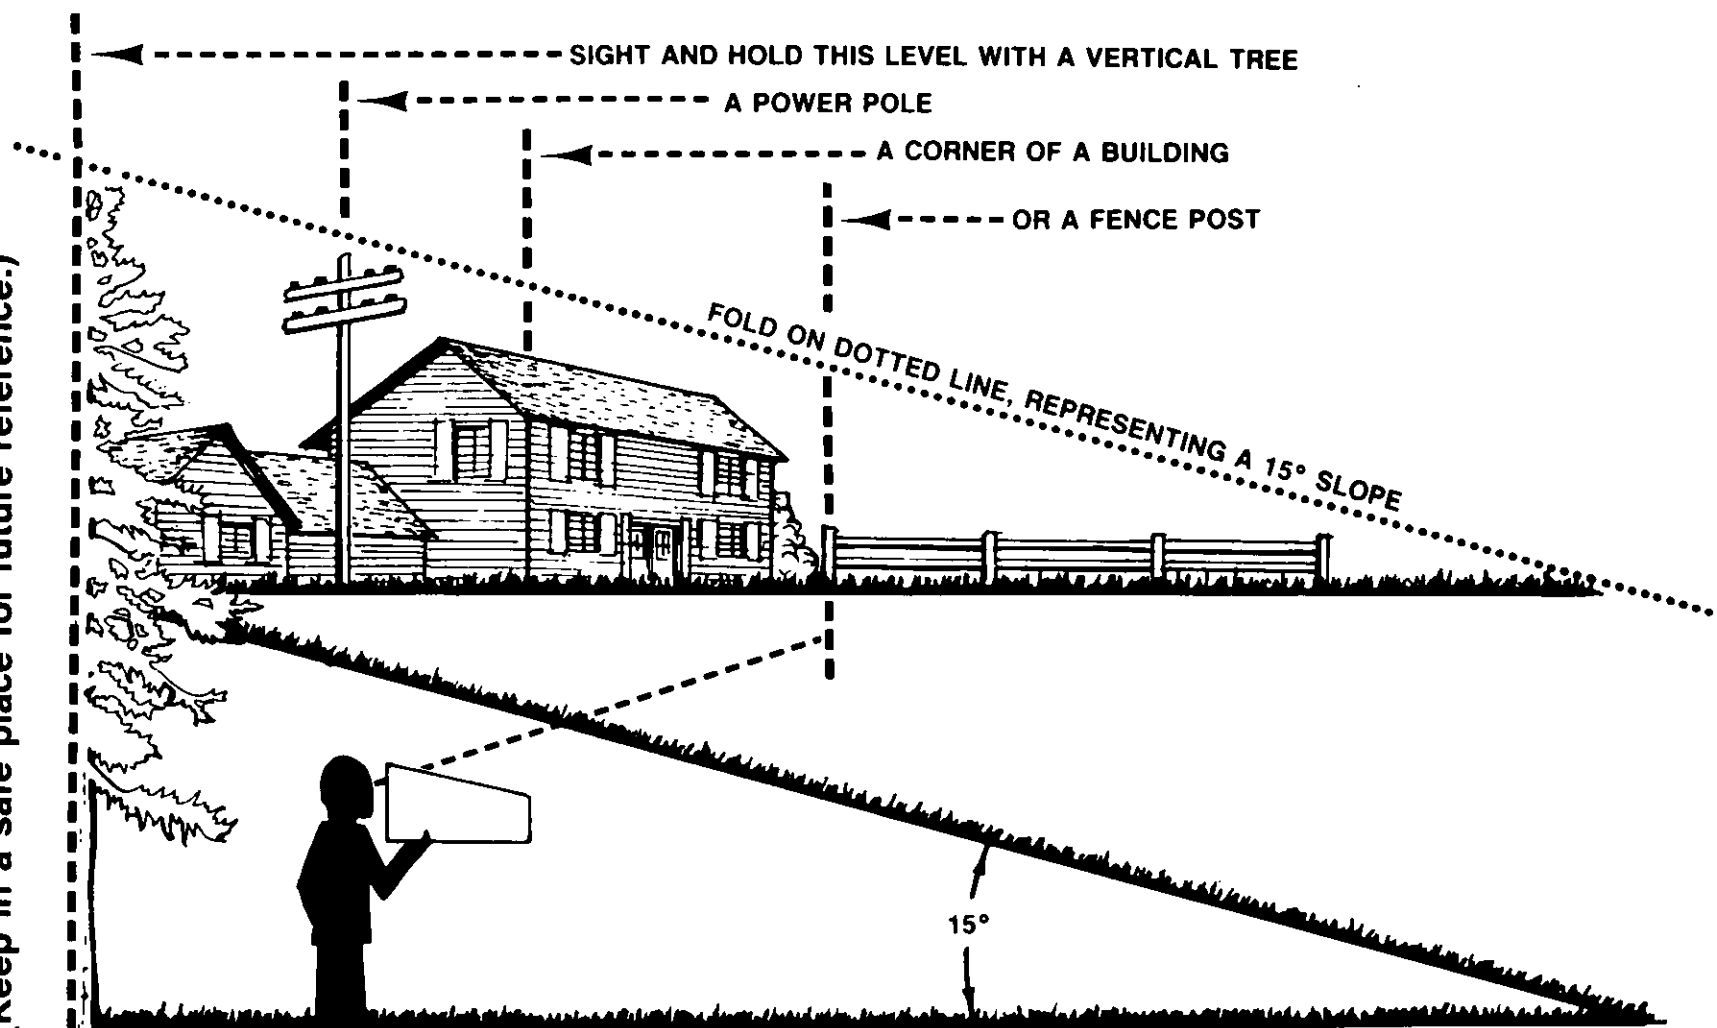 SIGHT AND HOLD THIS LEVEL WITH A VERTICAL TREE
A POWER POLE
A CORNER OF A BUILDING
OR A FENCE POST
FOLD ON DOTTED LINE, REPRESENTING A 15° SLOPE
15°
Keep in a safe place for future reference.)